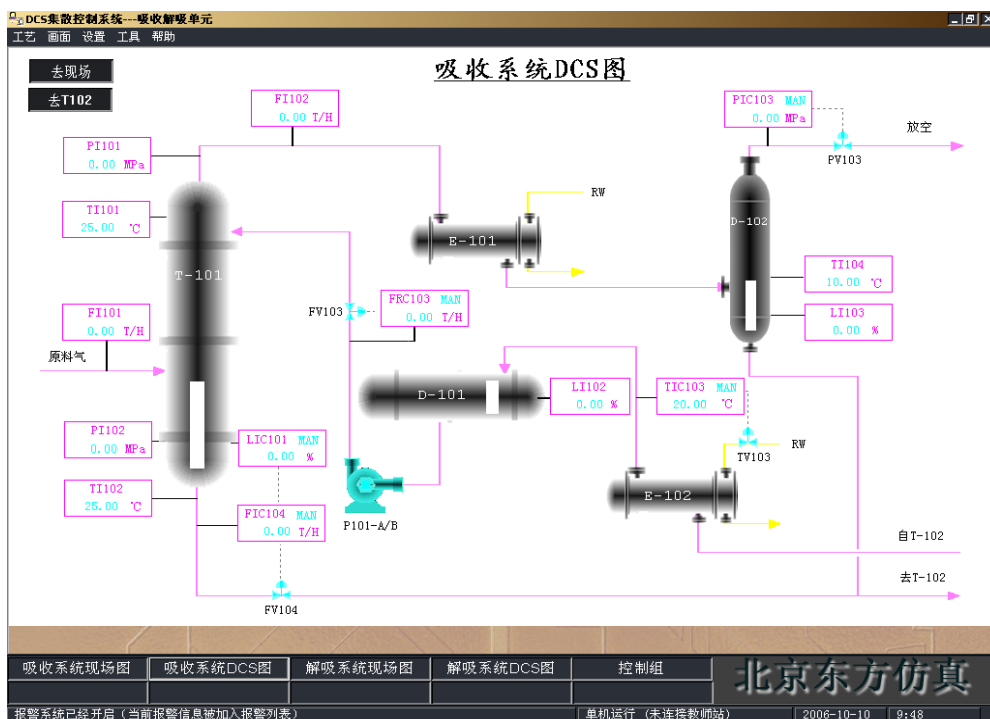 DCS集散控制系统---吸收解吸单元
工艺 画面 设置 工具 帮助
吸收系统DCS图
去现场
去T102
FI102
0.00 T/H
PIC103 MAN
0.00 MPa
放空
PV103
PI101
0.00 MPa
TI101
25.00 ℃
RW
E-101
D-102
T-101
TI104
10.00 ℃
FI101
0.00 T/H
FV103
FRC103 MAN
0.00 T/H
LI103
0.00 %
原料气
D-101
LI102
0.00 %
TIC103 MAN
20.00 ℃
PI102
0.00 MPa
LIC101 MAN
0.00 %
TV103
RW
TI102
25.00 ℃
E-102
FIC104 MAN
0.00 T/H
P101-A/B
自T-102
去T-102
FV104
吸收系统现场图 吸收系统DCS图 解吸系统现场图 解吸系统DCS图 控制组
北京东方仿真
报警系统已经开启（当前报警信息被加入报警列表） 单机运行（未连接教师站） 2006-10-10 9:48